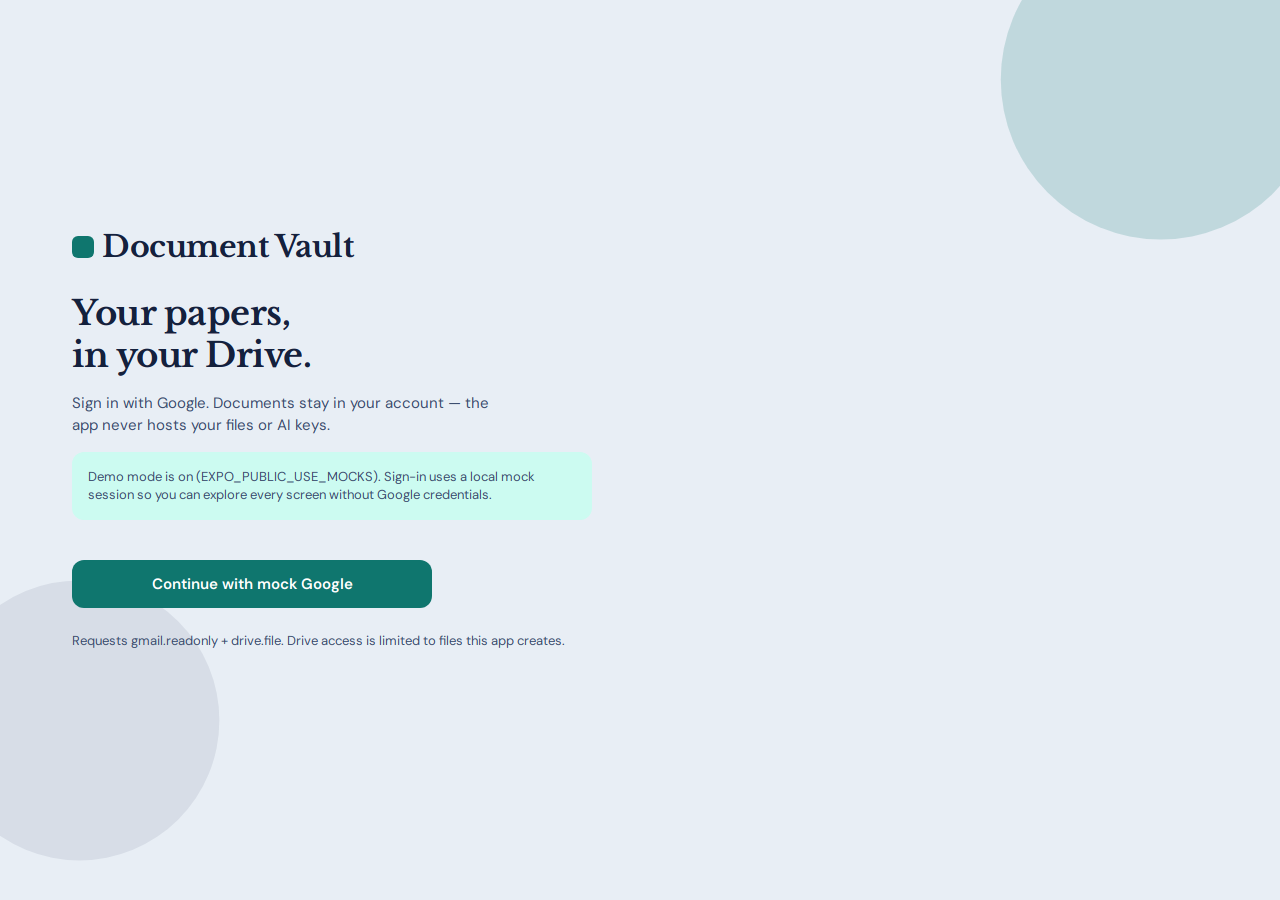 Document Vault
Your papers,
in your Drive.
Sign in with Google. Documents stay in your account — the
app never hosts your files or AI keys.
Demo mode is on (EXPO_PUBLIC_USE_MOCKS). Sign-in uses a local mock
session so you can explore every screen without Google credentials.
Continue with mock Google
Requests gmail.readonly + drive.file. Drive access is limited to files this app creates.